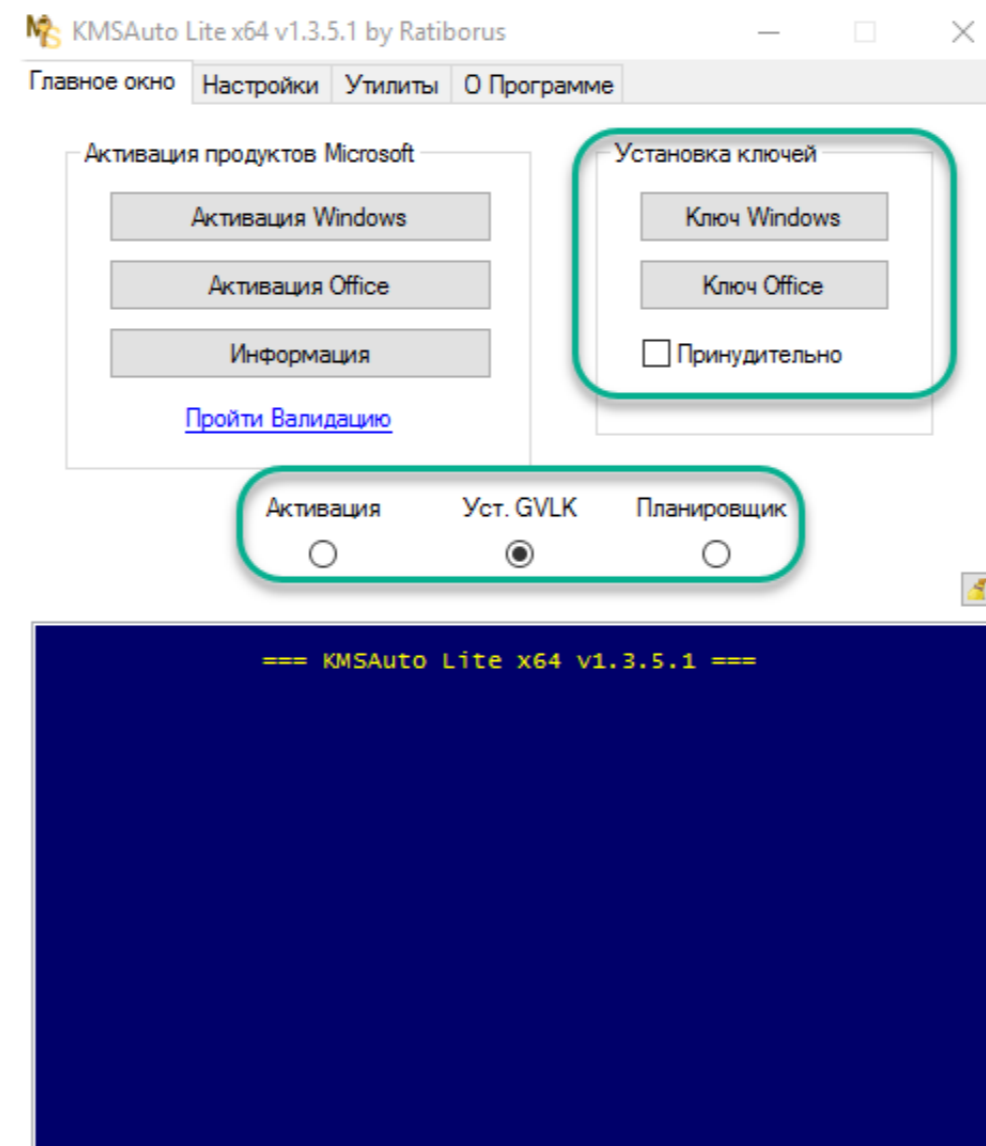 KMSAuto Lite x64 v1.3.5.1 by Ratiborus
Главное окно Настройки Утилиты О Программе
Активация продуктов Microsoft
Активация Windows
Активация Office
Информация
Пройти Валидацию
Установка ключей
Ключ Windows
Ключ Office
Принудительно
Активация Уст. GVLK Планировщик
=== KMSAuto Lite x64 v1.3.5.1 ===